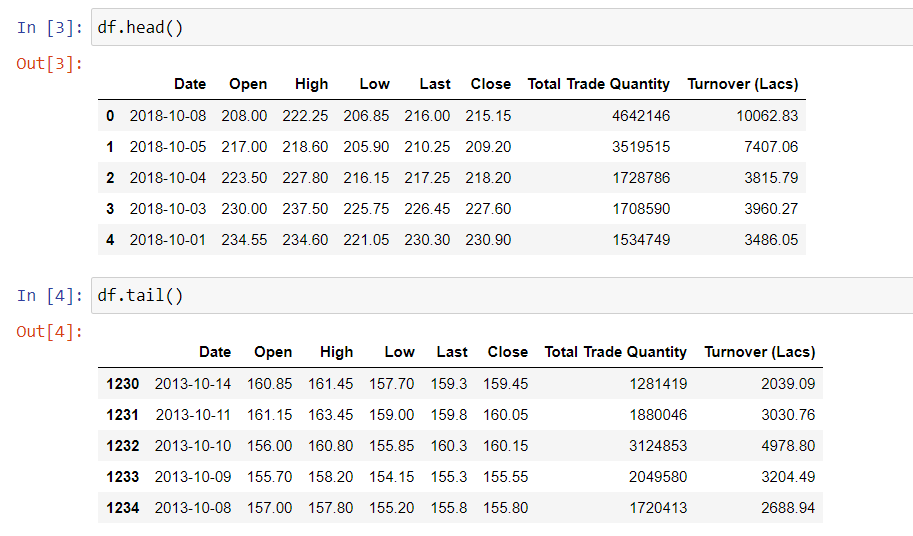 In [3]: df.head()
Out[3]:
Date Open High Low Last Close Total Trade Quantity Turnover (Lacs)
0 2018-10-08 208.00 222.25 206.85 216.00 215.15 4642146 10062.83
1 2018-10-05 217.00 218.60 205.90 210.25 209.20 3519515 7407.06
2 2018-10-04 223.50 227.80 216.15 217.25 218.20 1728786 3815.79
3 2018-10-03 230.00 237.50 225.75 226.45 227.60 1708590 3960.27
4 2018-10-01 234.55 234.60 221.05 230.30 230.90 1534749 3486.05
In [4]: df.tail()
Out[4]:
Date Open High Low Last Close Total Trade Quantity Turnover (Lacs)
1230 2013-10-14 160.85 161.45 157.70 159.3 159.45 1281419 2039.09
1231 2013-10-11 161.15 163.45 159.00 159.8 160.05 1880046 3030.76
1232 2013-10-10 156.00 160.80 155.85 160.3 160.15 3124853 4978.80
1233 2013-10-09 155.70 158.20 154.15 155.3 155.55 2049580 3204.49
1234 2013-10-08 157.00 157.80 155.20 155.8 155.80 1720413 2688.94